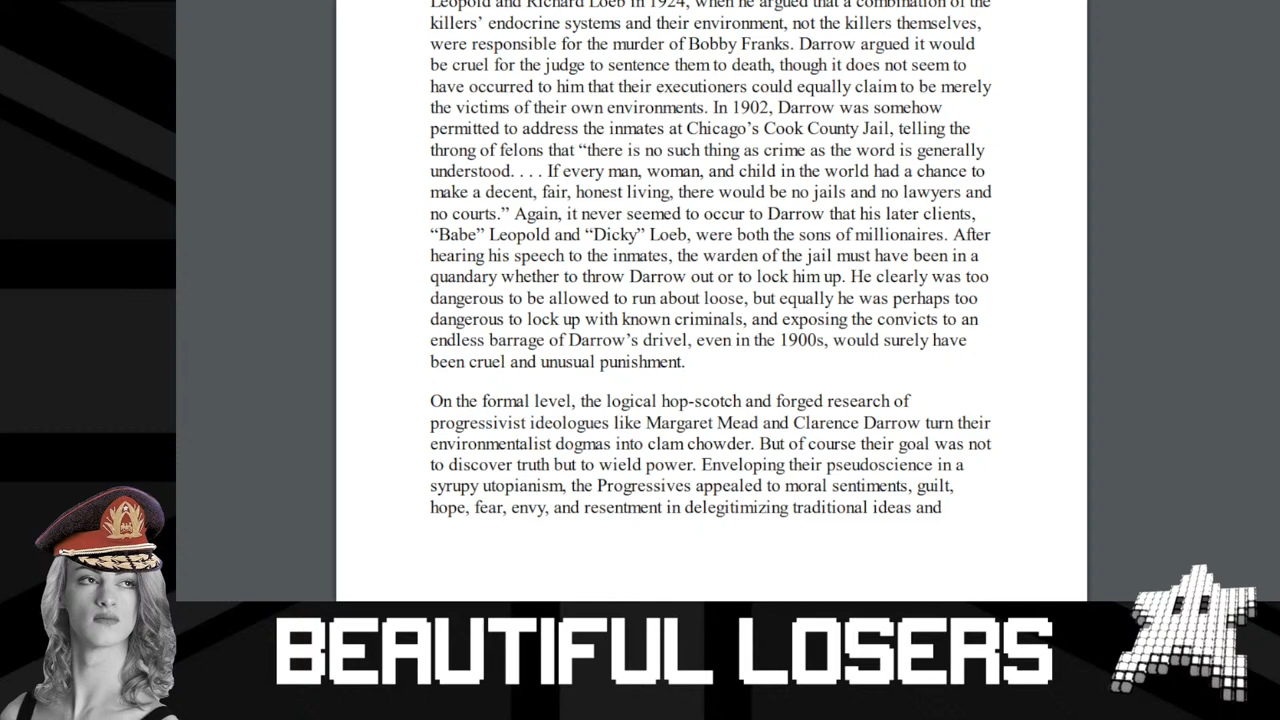 Leopold and Richard Loeb in 1924, when he argued that a combination of the
killers’ endocrine systems and their environment, not the killers themselves,
were responsible for the murder of Bobby Franks. Darrow argued it would
be cruel for the judge to sentence them to death, though it does not seem to
have occurred to him that their executioners could equally claim to be merely
the victims of their own environments. In 1902, Darrow was somehow
permitted to address the inmates at Chicago’s Cook County Jail, telling the
throng of felons that “there is no such thing as crime as the word is generally
understood. . . . If every man, woman, and child in the world had a chance to
make a decent, fair, honest living, there would be no jails and no lawyers and
no courts.” Again, it never seemed to occur to Darrow that his later clients,
“Babe” Leopold and “Dicky” Loeb, were both the sons of millionaires. After
hearing his speech to the inmates, the warden of the jail must have been in a
quandary whether to throw Darrow out or to lock him up. He clearly was too
dangerous to be allowed to run about loose, but equally he was perhaps too
dangerous to lock up with known criminals, and exposing the convicts to an
endless barrage of Darrow’s drivel, even in the 1900s, would surely have
been cruel and unusual punishment.
On the formal level, the logical hop-scotch and forged research of
progressivist ideologues like Margaret Mead and Clarence Darrow turn their
environmentalist dogmas into clam chowder. But of course their goal was not
to discover truth but to wield power. Enveloping their pseudoscience in a
syrupy utopianism, the Progressives appealed to moral sentiments, guilt,
hope, fear, envy, and resentment in delegitimizing traditional ideas and
BEAUTIFUL LOSERS